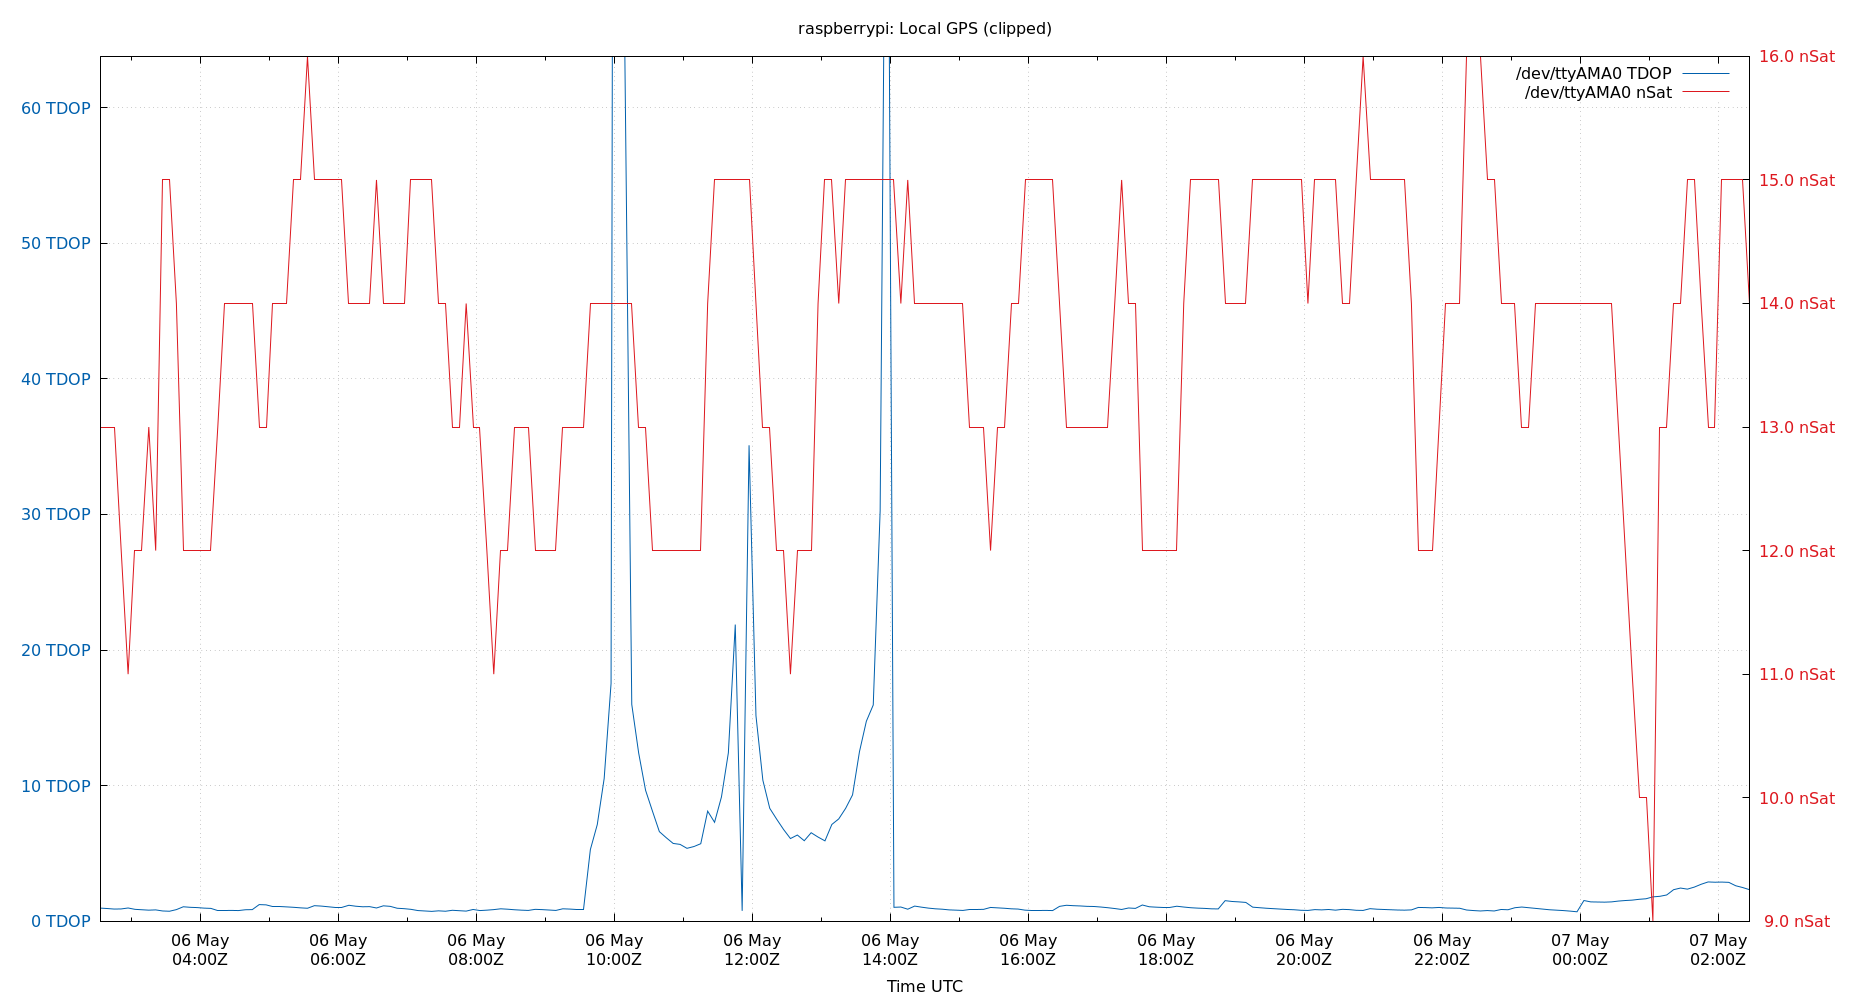 raspberrypi: Local GPS (clipped)
/dev/ttyAMA0 TDOP
/dev/ttyAMA0 nSat
60 TDOP
50 TDOP
40 TDOP
30 TDOP
20 TDOP
10 TDOP
0 TDOP
16.0 nSat
15.0 nSat
14.0 nSat
13.0 nSat
12.0 nSat
11.0 nSat
10.0 nSat
9.0 nSat
06 May 06 May 06 May 06 May 06 May 06 May 06 May 06 May 06 May 06 May 07 May 07 May
04:00Z 06:00Z 08:00Z 10:00Z 12:00Z 14:00Z 16:00Z 18:00Z 20:00Z 22:00Z 00:00Z 02:00Z
Time UTC